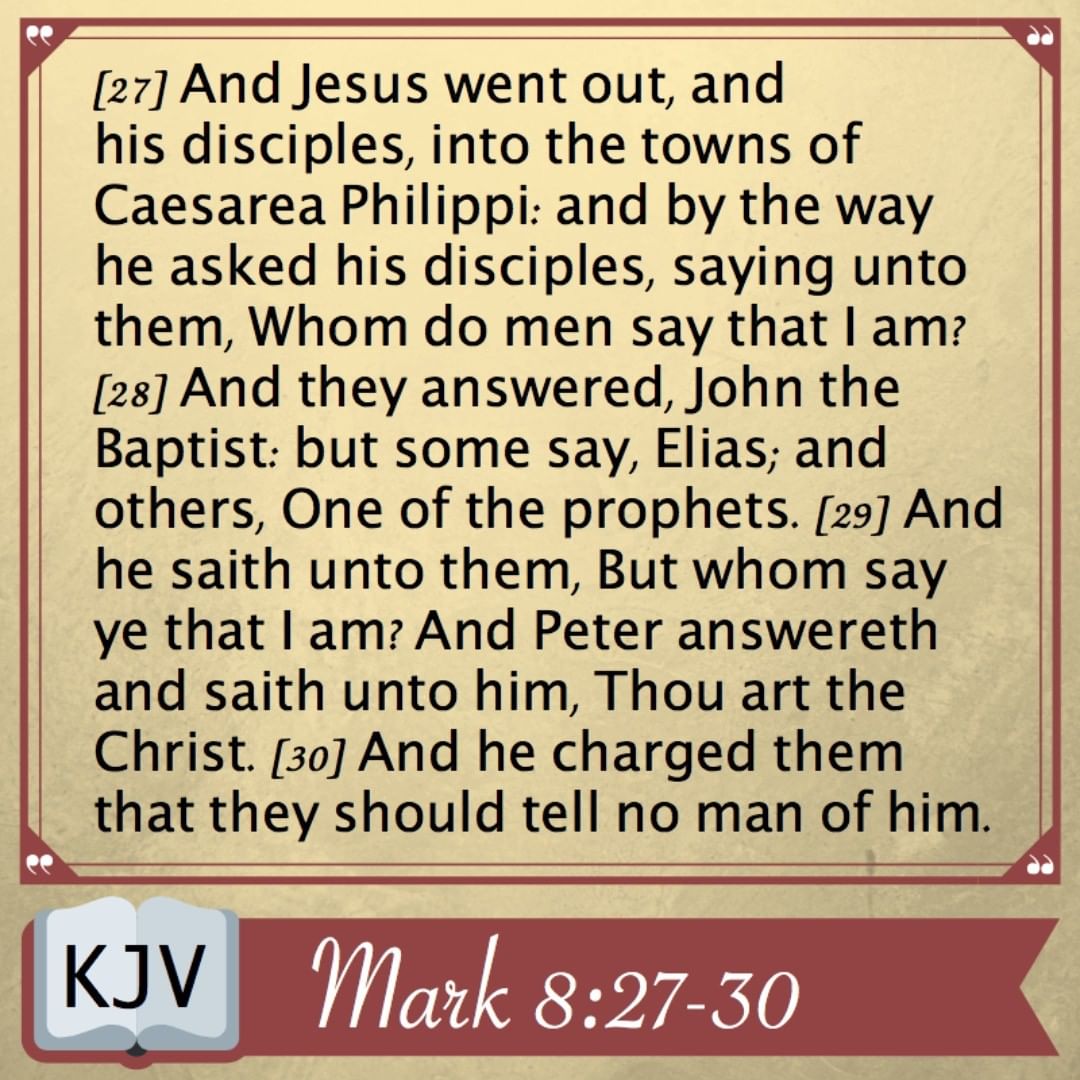 [27] And Jesus went out, and
his disciples, into the towns of
Caesarea Philippi: and by the way
he asked his disciples, saying unto
them, Whom do men say that I am?
[28] And they answered, John the
Baptist: but some say, Elias; and
others, One of the prophets. [29] And
he saith unto them, But whom say
ye that I am? And Peter answereth
and saith unto him, Thou art the
Christ. [30] And he charged them
that they should tell no man of him.
KJV
Mark 8:27-30